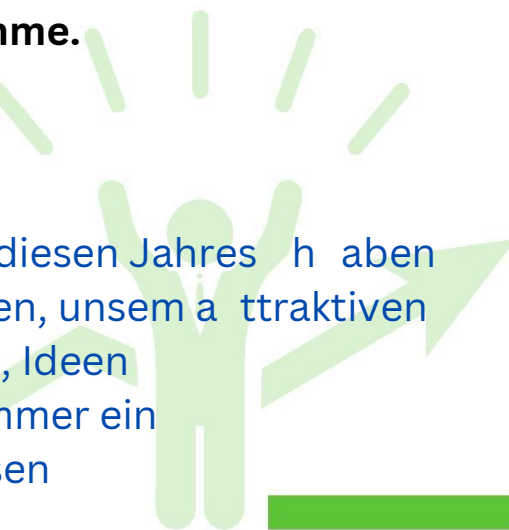 nme.
diesen Jahres h aben
en, unsem a ttraktiven
, Ideen
nmer ein
sen